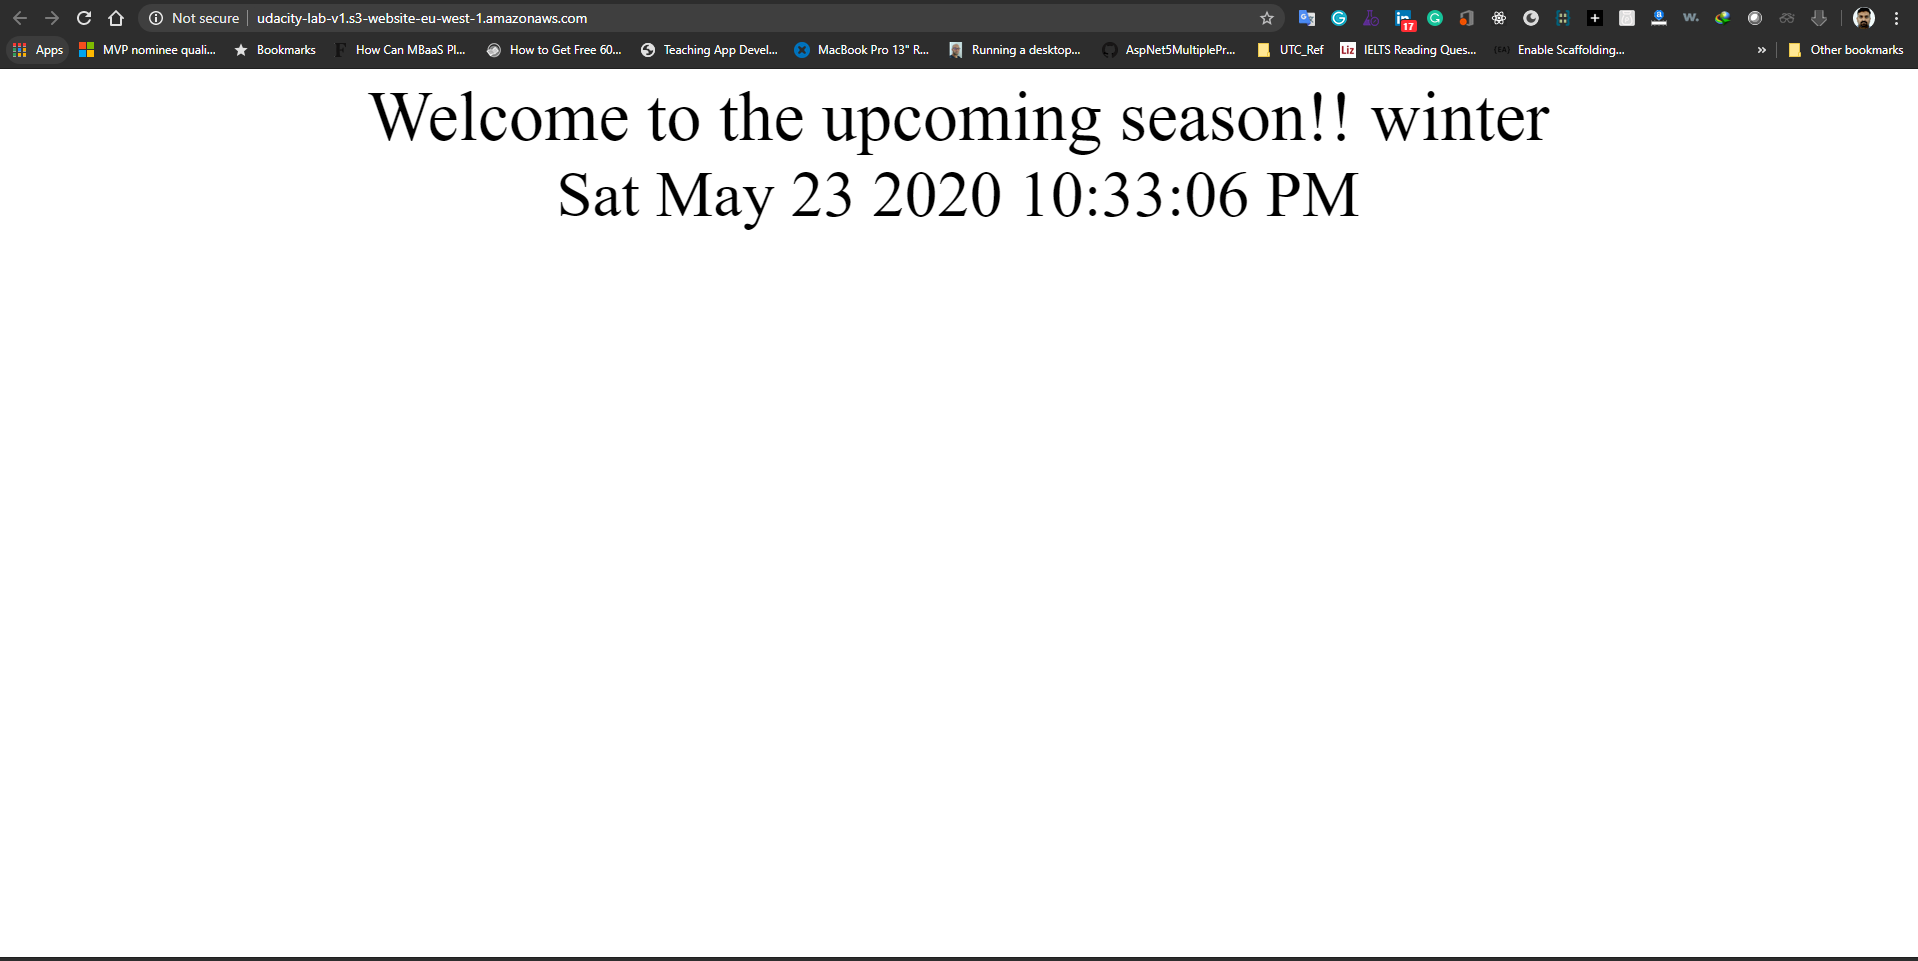 Not secure udacity-lab-v1.s3-website-eu-west-1.amazonaws.com
17
Apps MVP nominee quali... Bookmarks How Can MBaaS Pl... How to Get Free 60... Teaching App Devel... MacBook Pro 13" R... Running a desktop... AspNet5MultiplePr... UTC_Ref Liz IELTS Reading Ques... {EA} Enable Scaffolding... » Other bookmarks
Welcome to the upcoming season!! winter
Sat May 23 2020 10:33:06 PM